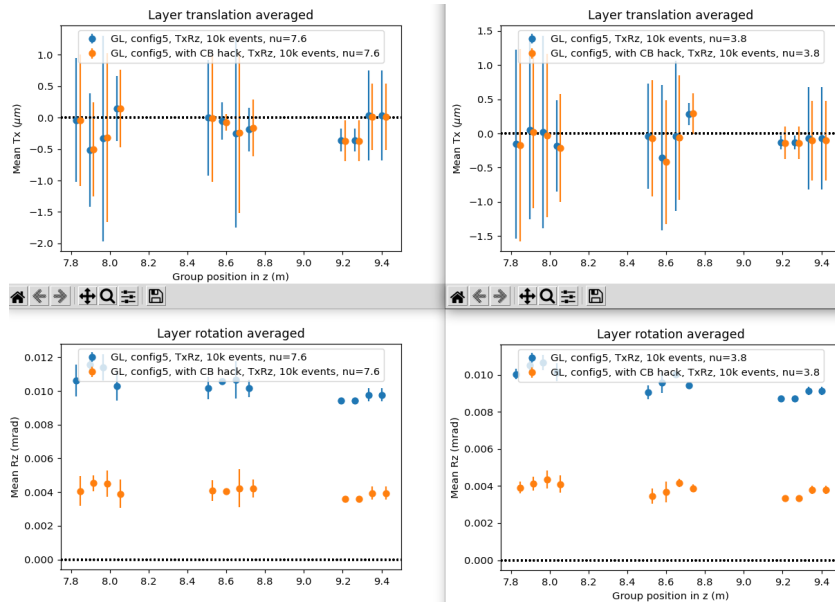 Layer translation averaged
GL, config5, TxRz, 10k events, nu=7.6
GL, config5, with CB hack, TxRz, 10k events, nu=7.6
Mean Tx (μm)
1.0
0.5
0.0
−0.5
−1.0
−1.5
−2.0
7.8 8.0 8.2 8.4 8.6 8.8 9.0 9.2 9.4
Group position in z (m)
Layer translation averaged
GL, config5, TxRz, 10k events, nu=3.8
GL, config5, with CB hack, TxRz, 10k events, nu=3.8
Mean Tx (μm)
1.5
1.0
0.5
0.0
−0.5
−1.0
−1.5
7.8 8.0 8.2 8.4 8.6 8.8 9.0 9.2 9.4
Group position in z (m)
Layer rotation averaged
GL, config5, TxRz, 10k events, nu=7.6
GL, config5, with CB hack, TxRz, 10k events, nu=7.6
Mean Rz (mrad)
0.012
0.010
0.008
0.006
0.004
0.002
0.000
7.8 8.0 8.2 8.4 8.6 8.8 9.0 9.2 9.4
Layer rotation averaged
GL, config5, TxRz, 10k events, nu=3.8
GL, config5, with CB hack, TxRz, 10k events, nu=3.8
Mean Rz (mrad)
0.010
0.008
0.006
0.004
0.002
0.000
7.8 8.0 8.2 8.4 8.6 8.8 9.0 9.2 9.4
Group position in z (m)